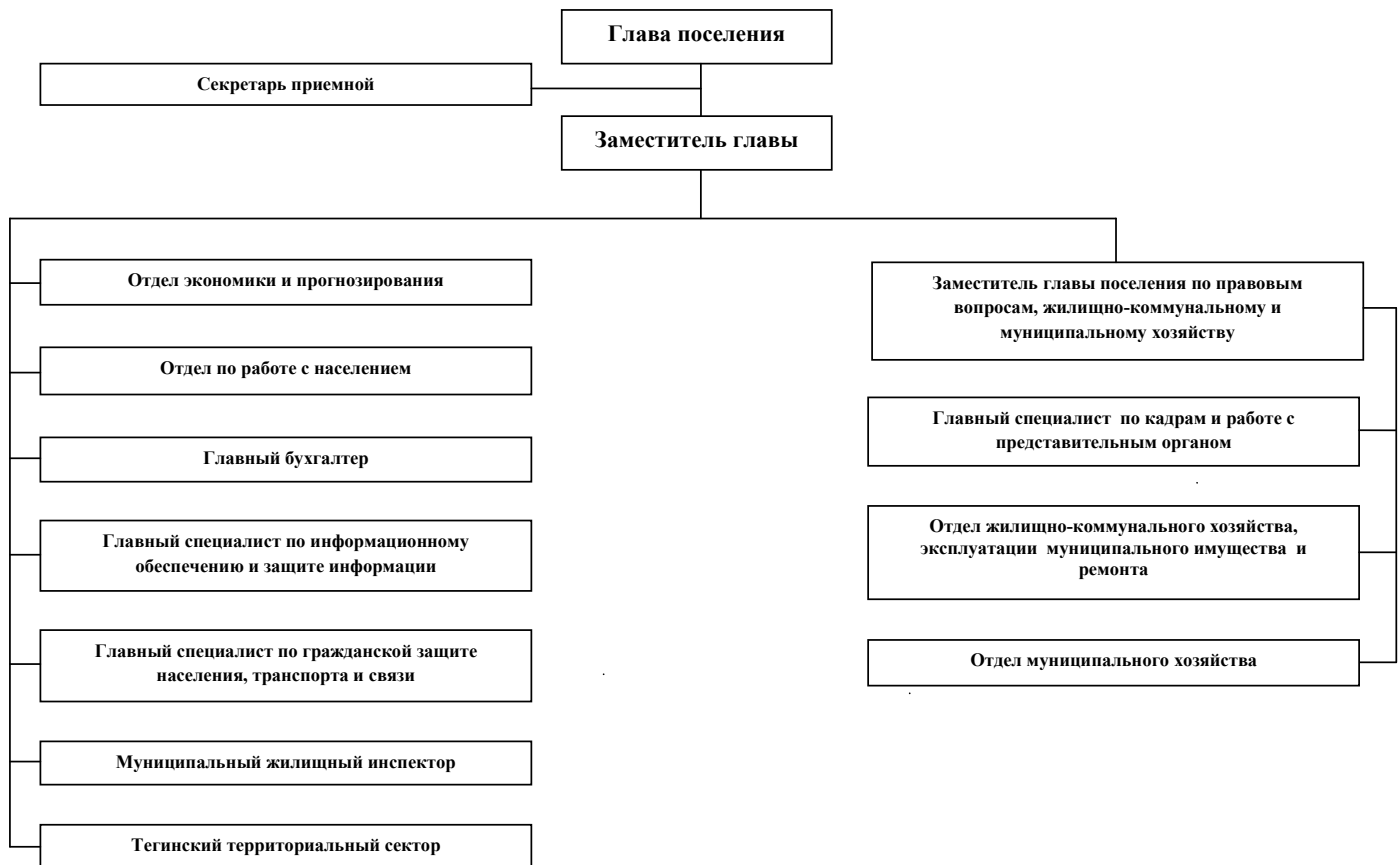 Глава поселения
Секретарь приемной
Заместитель главы
Отдел экономики и прогнозирования
Отдел по работе с населением
Главный бухгалтер
Главный специалист по информационному
обеспечению и защите информации
Главный специалист по гражданской защите
населения, транспорта и связи
Муниципальный жилищный инспектор
Тегинский территориальный сектор
Заместитель главы поселения по правовым
вопросам, жилищно-коммунальному и
муниципальному хозяйству
Главный специалист по кадрам и работе с
представительным органом
Отдел жилищно-коммунального хозяйства,
эксплуатации муниципального имущества и
ремонта
Отдел муниципального хозяйства